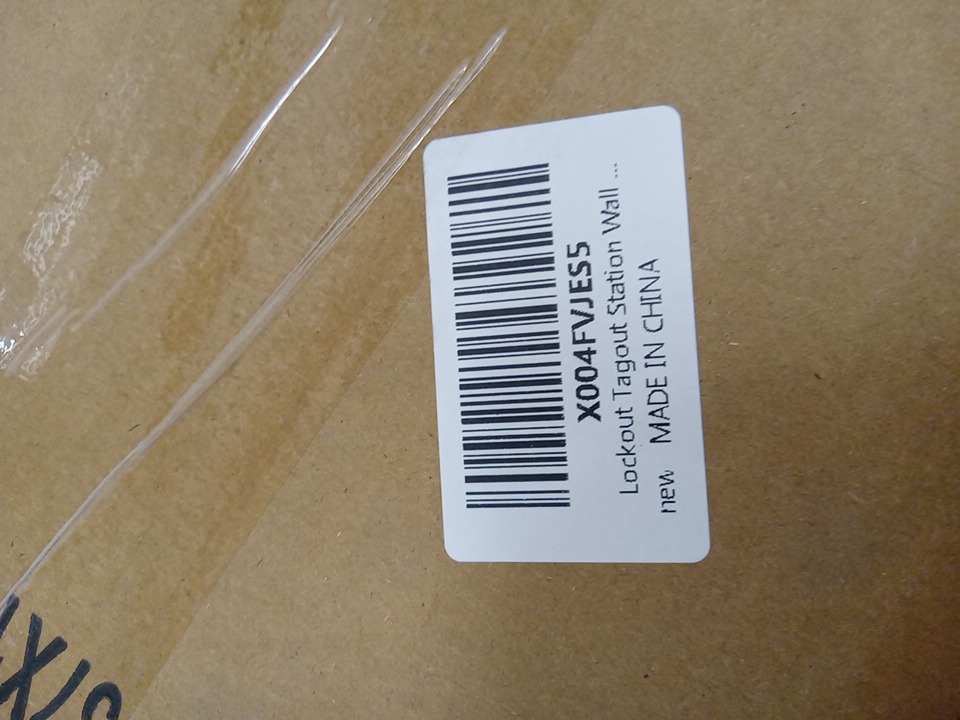 X004FVJES5
Lockout Tagout Station Wall ...
new MADE IN CHINA